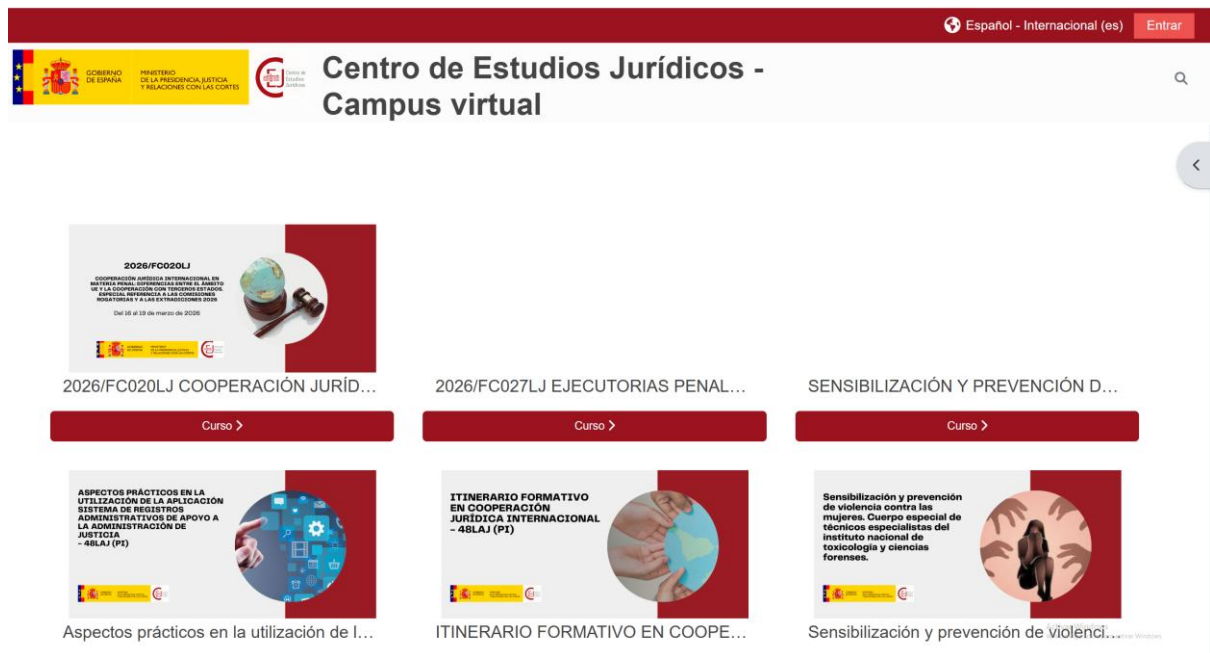 Español - Internacional (es)
Entrar
GOBIERNO
DE ESPAÑA
MINISTERIO
DE LA PRESIDENCIA, JUSTICIA
Y RELACIONES CON LAS CORTES
Centro de
Estudios
Jurídicos
Centro de Estudios Jurídicos -
Campus virtual
2026/FC020LJ
COOPERACIÓN JURÍDICA INTERNACIONAL EN
MATERIA PENAL: DIFERENCIAS ENTRE EL ÁMBITO
UE Y LA COOPERACIÓN CON TERCEROS ESTADOS.
ESPECIAL REFERENCIA A LAS COMISIONES
ROGATORIAS Y A LAS EXTRADICIONES 2026
Del 16 al 19 de marzo de 2026
2026/FC020LJ COOPERACIÓN JURÍD...
2026/FC027LJ EJECUTORIAS PENAL...
SENSIBILIZACIÓN Y PREVENCIÓN D...
Curso
Curso
Curso
ASPECTOS PRÁCTICOS EN LA
UTILIZACIÓN DE LA APLICACIÓN
SISTEMA DE REGISTROS
ADMINISTRATIVOS DE APOYO A
LA ADMINISTRACIÓN DE
JUSTICIA
- 48LAJ (PI)
ITINERARIO FORMATIVO
EN COOPERACIÓN
JURÍDICA INTERNACIONAL
- 48LAJ (PI)
Sensibilización y prevención
de violencia contra las
mujeres. Cuerpo especial de
técnicos especialistas del
instituto nacional de
toxicología y ciencias
forenses.
Aspectos prácticos en la utilización de l...
ITINERARIO FORMATIVO EN COOPE...
Sensibilización y prevención de violenci...